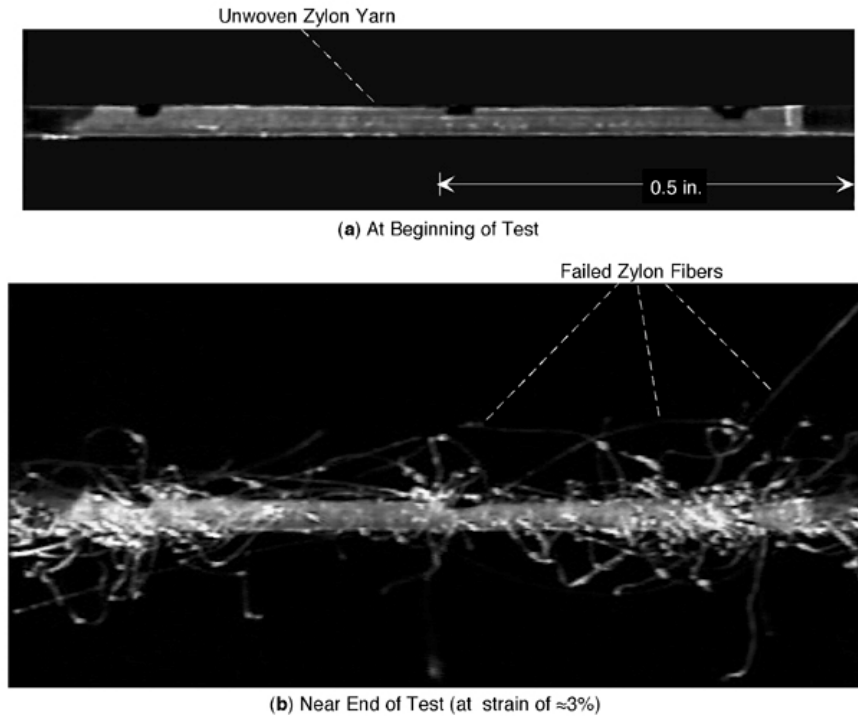 Unwoven Zylon Yarn
0.5 in.
(a) At Beginning of Test
Failed Zylon Fibers
(b) Near End of Test (at strain of ≈3%)